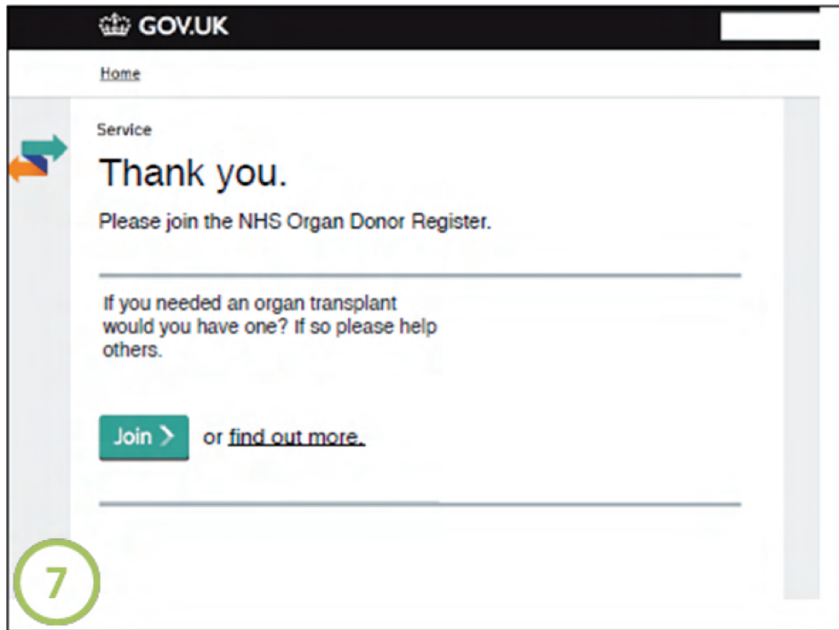 GOV.UK
Home
Service
Thank you.
Please join the NHS Organ Donor Register.
If you needed an organ transplant
would you have one? If so please help
others.
Join
or find out more.
7